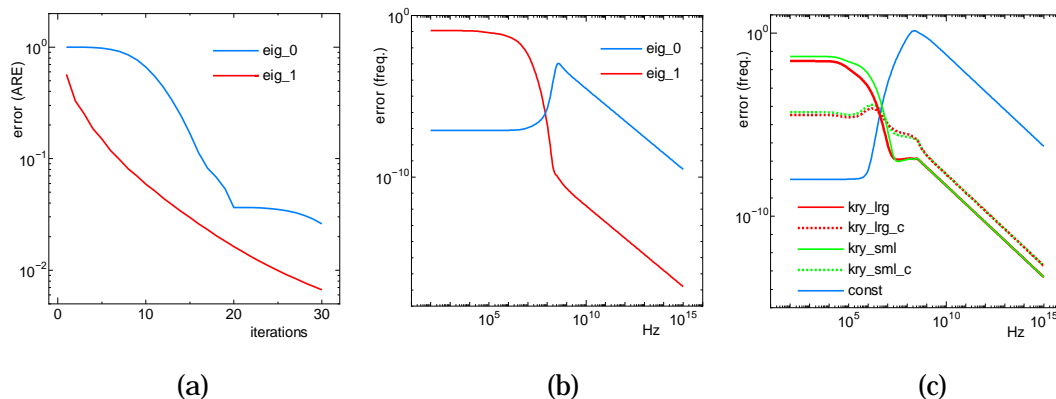 error (ARE)
10^0
10^-1
10^-2
0
10
20
30
iterations
eig_0
eig_1
(a)
error (freq.)
10^0
10^-10
10^5
10^10
10^15
Hz
eig_0
eig_1
(b)
error (freq.)
10^0
10^-10
10^5
10^10
10^15
Hz
kry_lrg
kry_lrg_c
kry_sml
kry_sml_c
const
(c)